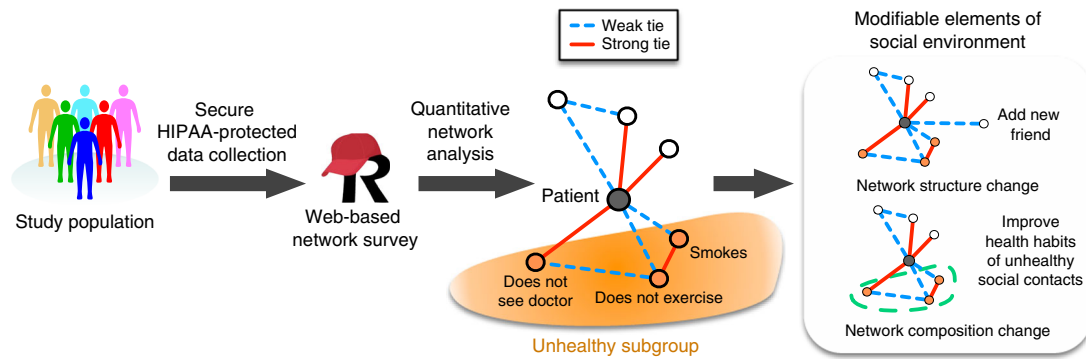 Study population
Secure
HIPAA-protected
data collection
R
Web-based
network survey
Quantitative
network
analysis
Weak tie
Strong tie
Patient
Smokes
Does not
see doctor
Does not exercise
Unhealthy subgroup
Modifiable elements of
social environment
Add new
friend
Network structure change
Improve
health habits
of unhealthy
social contacts
Network composition change